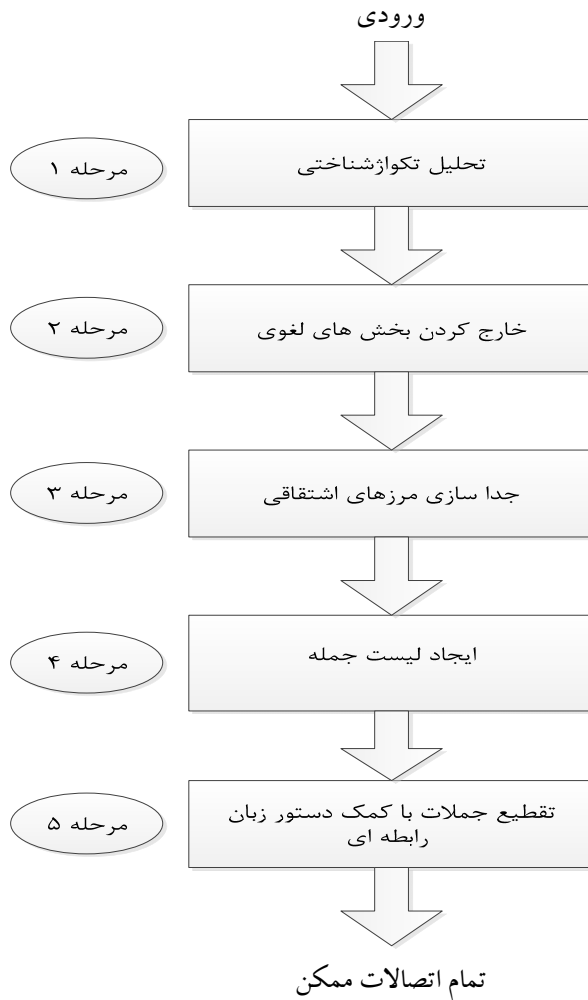 ورودی
تحلیل تکواژشناختی
مرحله ۱
خارج کردن بخش های لغوی
مرحله ۲
جدا سازی مرزهای اشتقاقی
مرحله ۳
ایجاد لیست جمله
مرحله ۴
تقطیع جملات با کمک دستور زبان
رابطه ای
مرحله ۵
تمام اتصالات ممکن